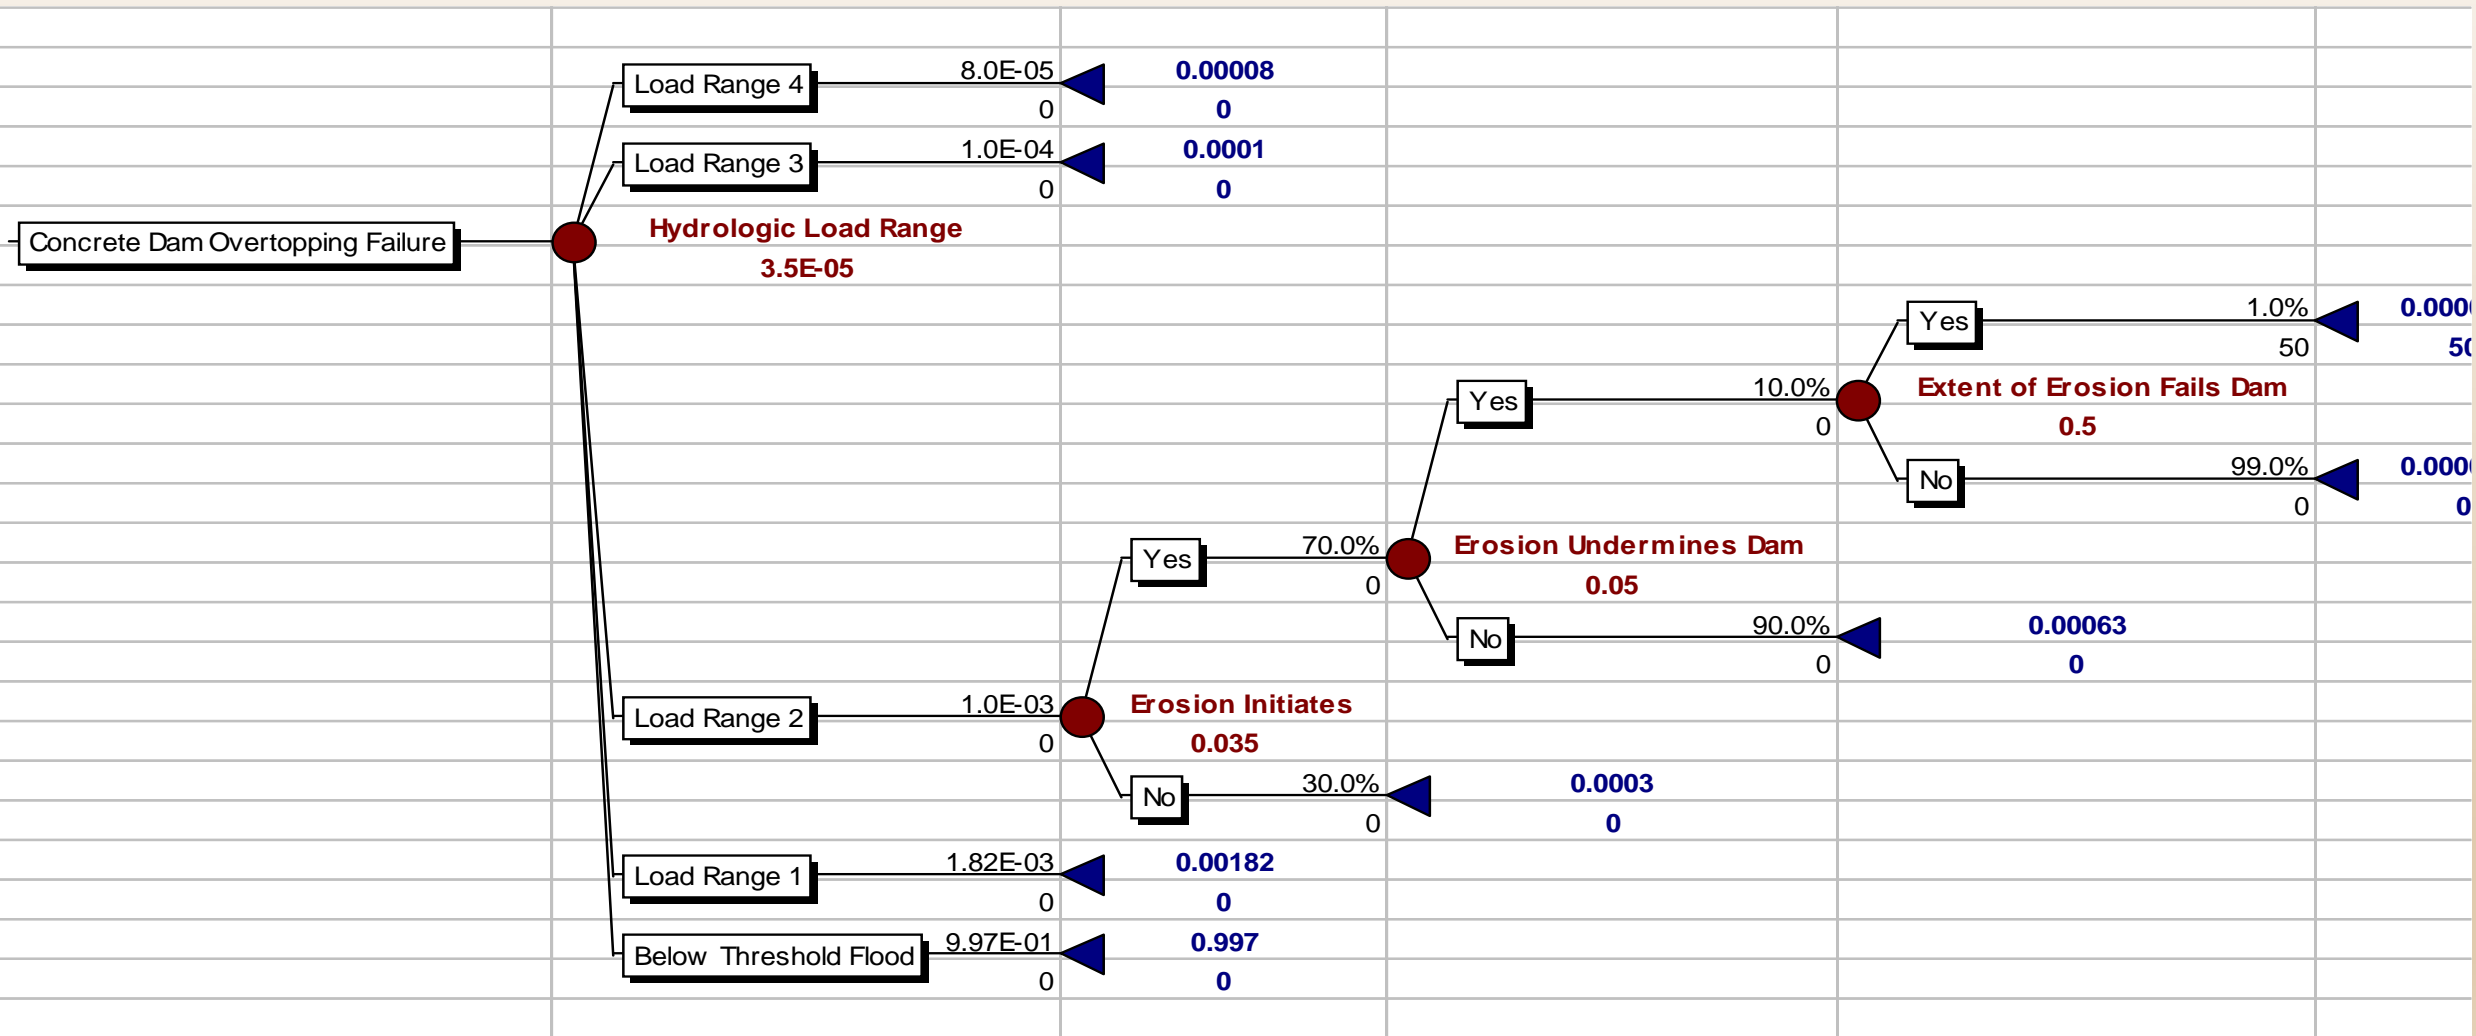 Load Range 4 8.0E-05 0.00008
0 0
Load Range 3 1.0E-04 0.0001
0 0
Concrete Dam Overtopping Failure Hydrologic Load Range
3.5E-05
Yes 1.0%
50
Yes 10.0% Extent of Erosion Fails Dam
0 0.5
No 99.0%
0 0
Yes 70.0% Erosion Undermines Dam
0 0.05
No 90.0% 0.00063
0 0
Load Range 2 1.0E-03 Erosion Initiates
0 0.035
No 30.0% 0.0003
0 0
Load Range 1 1.82E-03 0.00182
0 0
Below Threshold Flood 9.97E-01 0.997
0 0